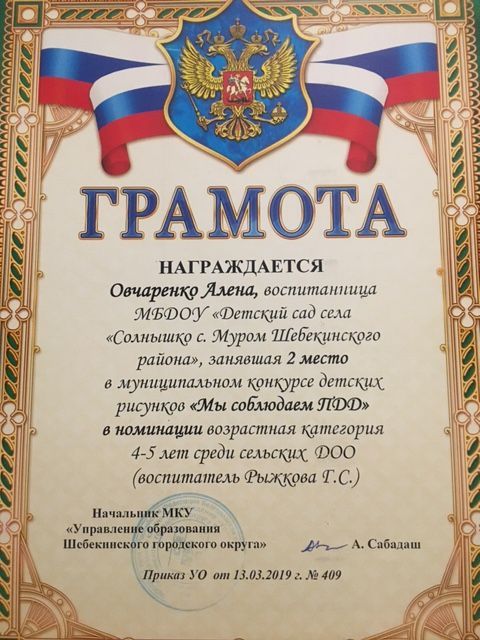 ГРАМОТА
НАГРАЖДАЕТСЯ
Овчаренко Алена, воспитанница
МБДОУ «Детский сад села
«Солнышко с. Муром Шебекинского
района», занявшая 2 место
в муниципальном конкурсе детских
рисунков «Мы соблюдаем ПДД»
в номинации возрастная категория
4-5 лет среди сельских ДОО
(воспитатель Рыжкова Г.С.)
Начальник МКУ
«Управление образования
Шебекинского городского округа» А. Сабадаш
Приказ УО от 13.03.2019 г. № 409